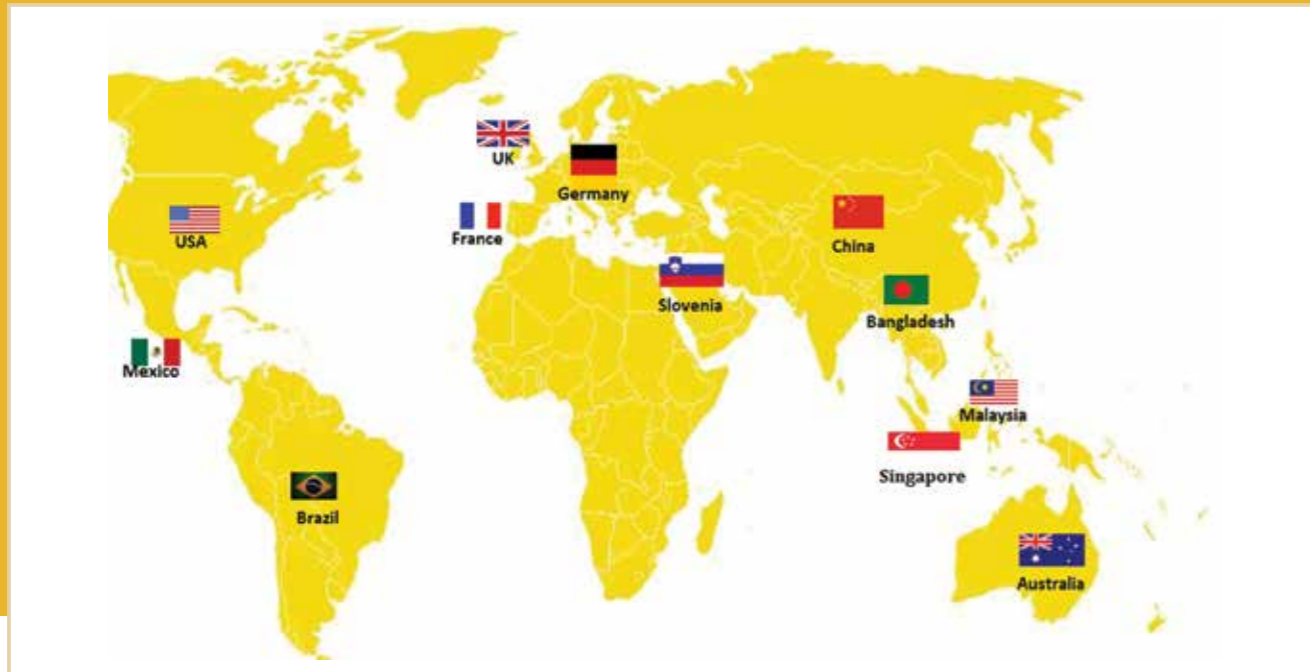 UK
Germany
USA
France
China
Slovenia
Bangladesh
Mexico
Malaysia
Singapore
Brazil
Australia